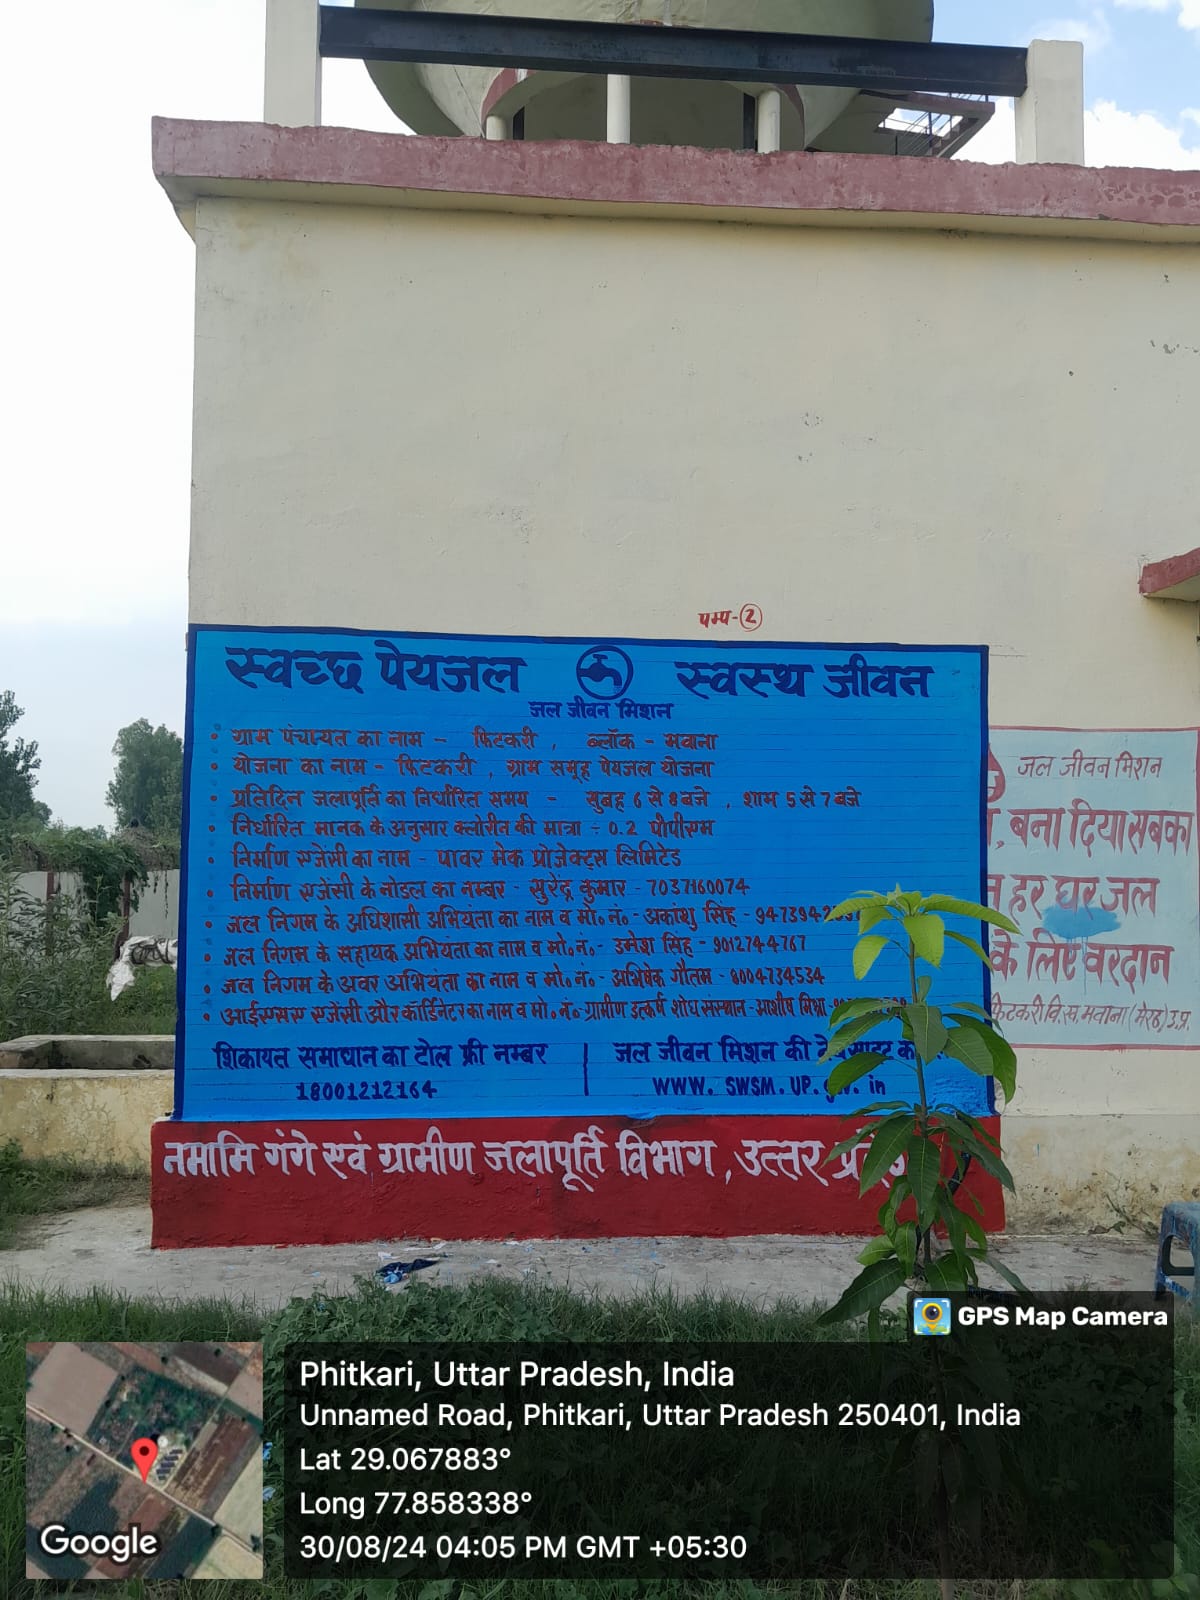 पम्प-②
स्वच्छ पेयजल स्वस्थ जीवन
जल जीवन मिशन
• ग्राम पंचायत का नाम - फिटकरी, ब्लॉक - मवाना
• योजना का नाम - फिटकरी, ग्राम समूह पेयजल योजना
• प्रतिदिन जलापूर्ति का निर्धारित समय - सुबह 6 से 8 बजे, शाम 5 से 7 बजे
• निर्धारित मानक के अनुसार क्लोरीन की मात्रा - 0.2 पीपीएम
• निर्माण एजेंसी का नाम - पावर मेक प्रोजेक्ट्स लिमिटेड
• निर्माण एजेंसी के नोडल का नम्बर - सुरेंद्र कुमार - 7037160074
• जल निगम के अधिशासी अभियंता का नाम व मो० नं० - अकांशु सिंह -
• जल निगम के सहायक अभियंता का नाम व मो० नं० - उमेश सिंह - 9012744767
• जल निगम के अवर अभियंता का नाम व मो० नं० - अभिषेक गौतम - 8004734534
• आईएसए एजेंसी और कॉर्डिनेटर का नाम व मो० नं० - ग्रामीण उत्कर्ष शोध संस्थान - आशीष मिश्रा -
शिकायत समाधान का टोल फ्री नम्बर
18001212164
जल जीवन मिशन की
WWW. SWSM.UP.gov. in
नमामि गंगे एवं ग्रामीण जलापूर्ति विभाग, उत्तर प्रदेश
जल जीवन मिशन
, बना दिया सबका
हर घर जल
के लिए वरदान
फिटकरी वि.ख. मवाना (मेरठ) उ.प्र.
GPS Map Camera
Phitkari, Uttar Pradesh, India
Unnamed Road, Phitkari, Uttar Pradesh 250401, India
Lat 29.067883°
Long 77.858338°
30/08/24 04:05 PM GMT +05:30
Google